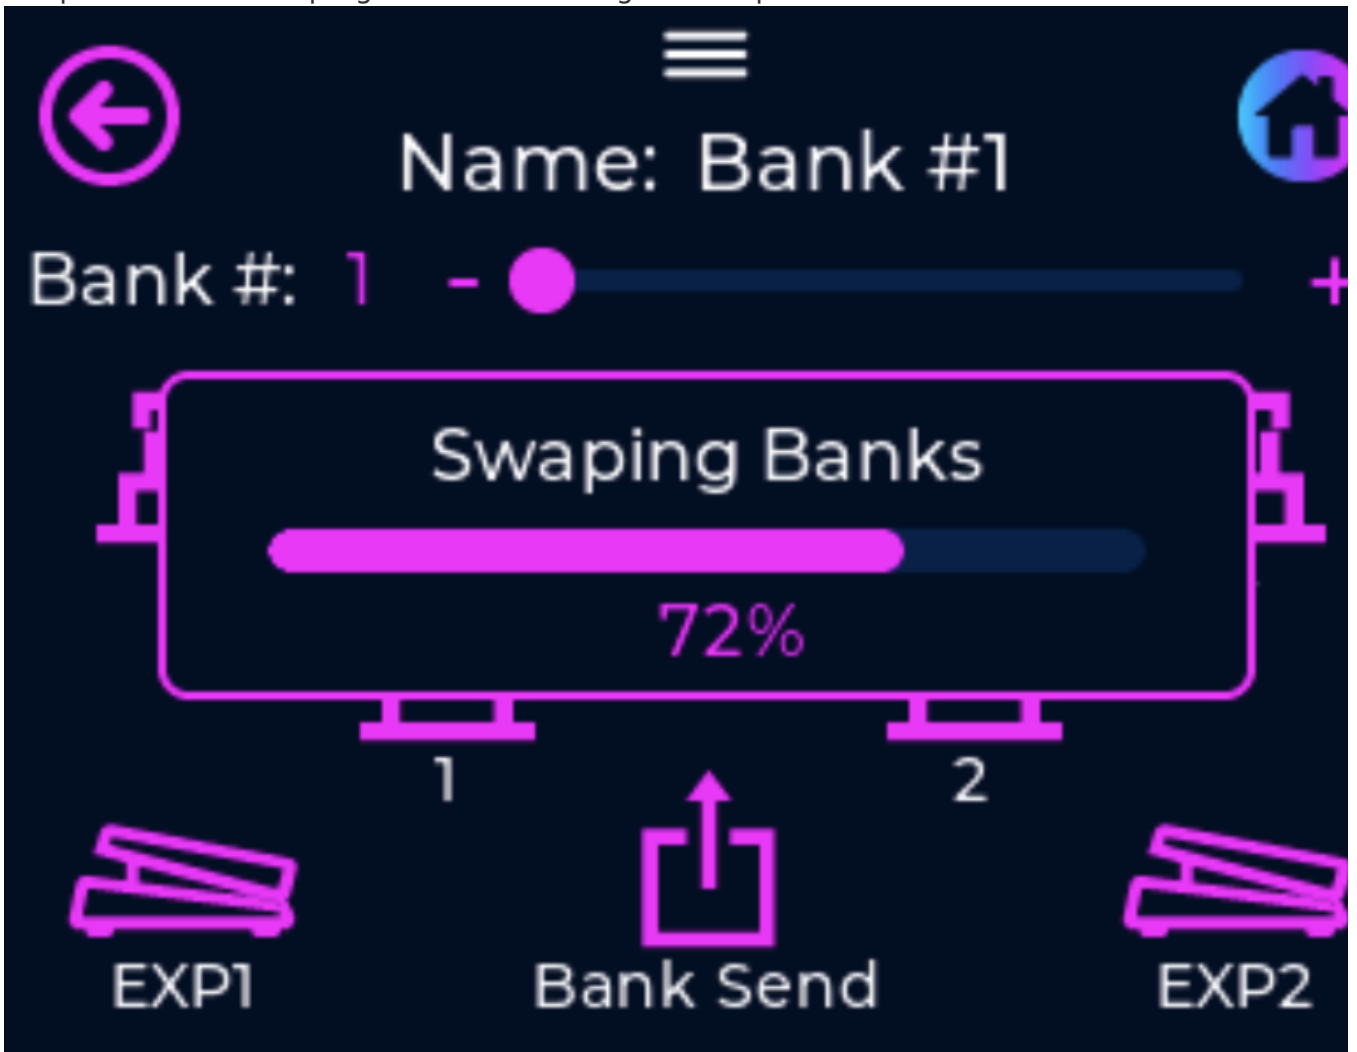 Name: Bank #1
Bank #: 1 - +
Swaping Banks
72%
1 2
EXP1 Bank Send EXP2